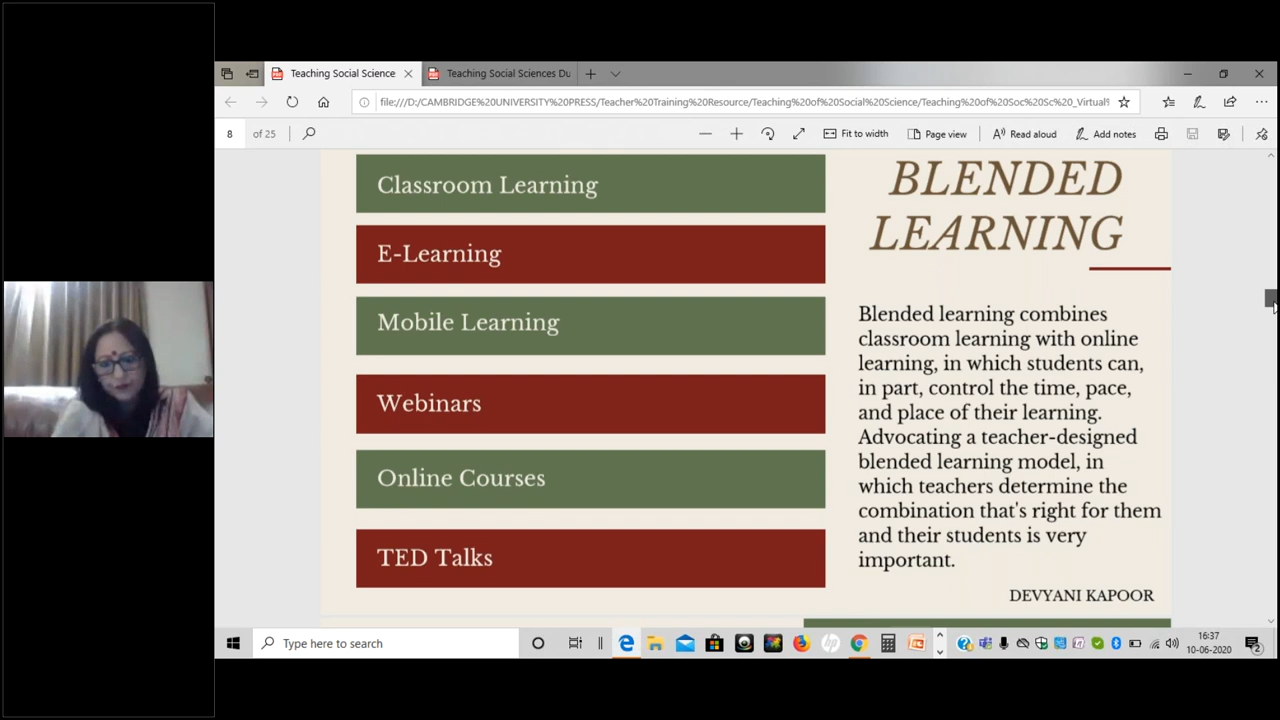 Teaching Social Science
Teaching Social Sciences Du
file:///D:/CAMBRIDGE%20UNIVERSITY%20PRESS/Teacher%20Training%20Resource/Teaching%20of%20Social%20Science/Teaching%20of%20Soc%20Sc%20_Virtual%
8 of 25
Fit to width
Page view
Read aloud
Add notes
Classroom Learning
E-Learning
Mobile Learning
Webinars
Online Courses
TED Talks
BLENDED
LEARNING
Blended learning combines
classroom learning with online
learning, in which students can,
in part, control the time, pace,
and place of their learning.
Advocating a teacher-designed
blended learning model, in
which teachers determine the
combination that's right for them
and their students is very
important.
DEVYANI KAPOOR
Type here to search
16:37
10-06-2020
2